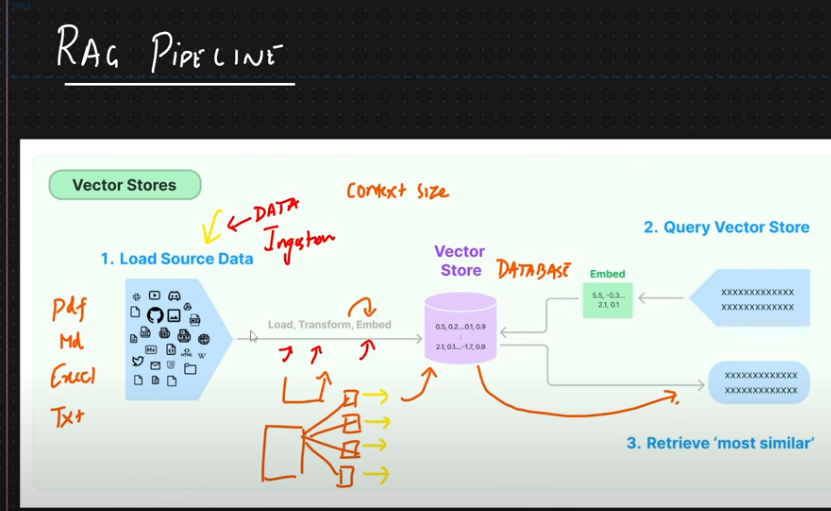 RAG PIPELINE
Vector Stores
Context size
DATA
Ingeston
1. Load Source Data
2. Query Vector Store
Vector
Store
DATABASE
Embed
5.5, -0.3...
2.1, 0.1
XXXXXXXXXXXXX
XXXXXXXXXXXXX
Pdf
Md
Excel
Txt
Load, Transform, Embed
0.5, 0.2...0.1, 0.9
:
2.1, 0.1...-1.7, 0.9
XXXXXXXXXXXXX
XXXXXXXXXXXXX
3. Retrieve 'most similar'